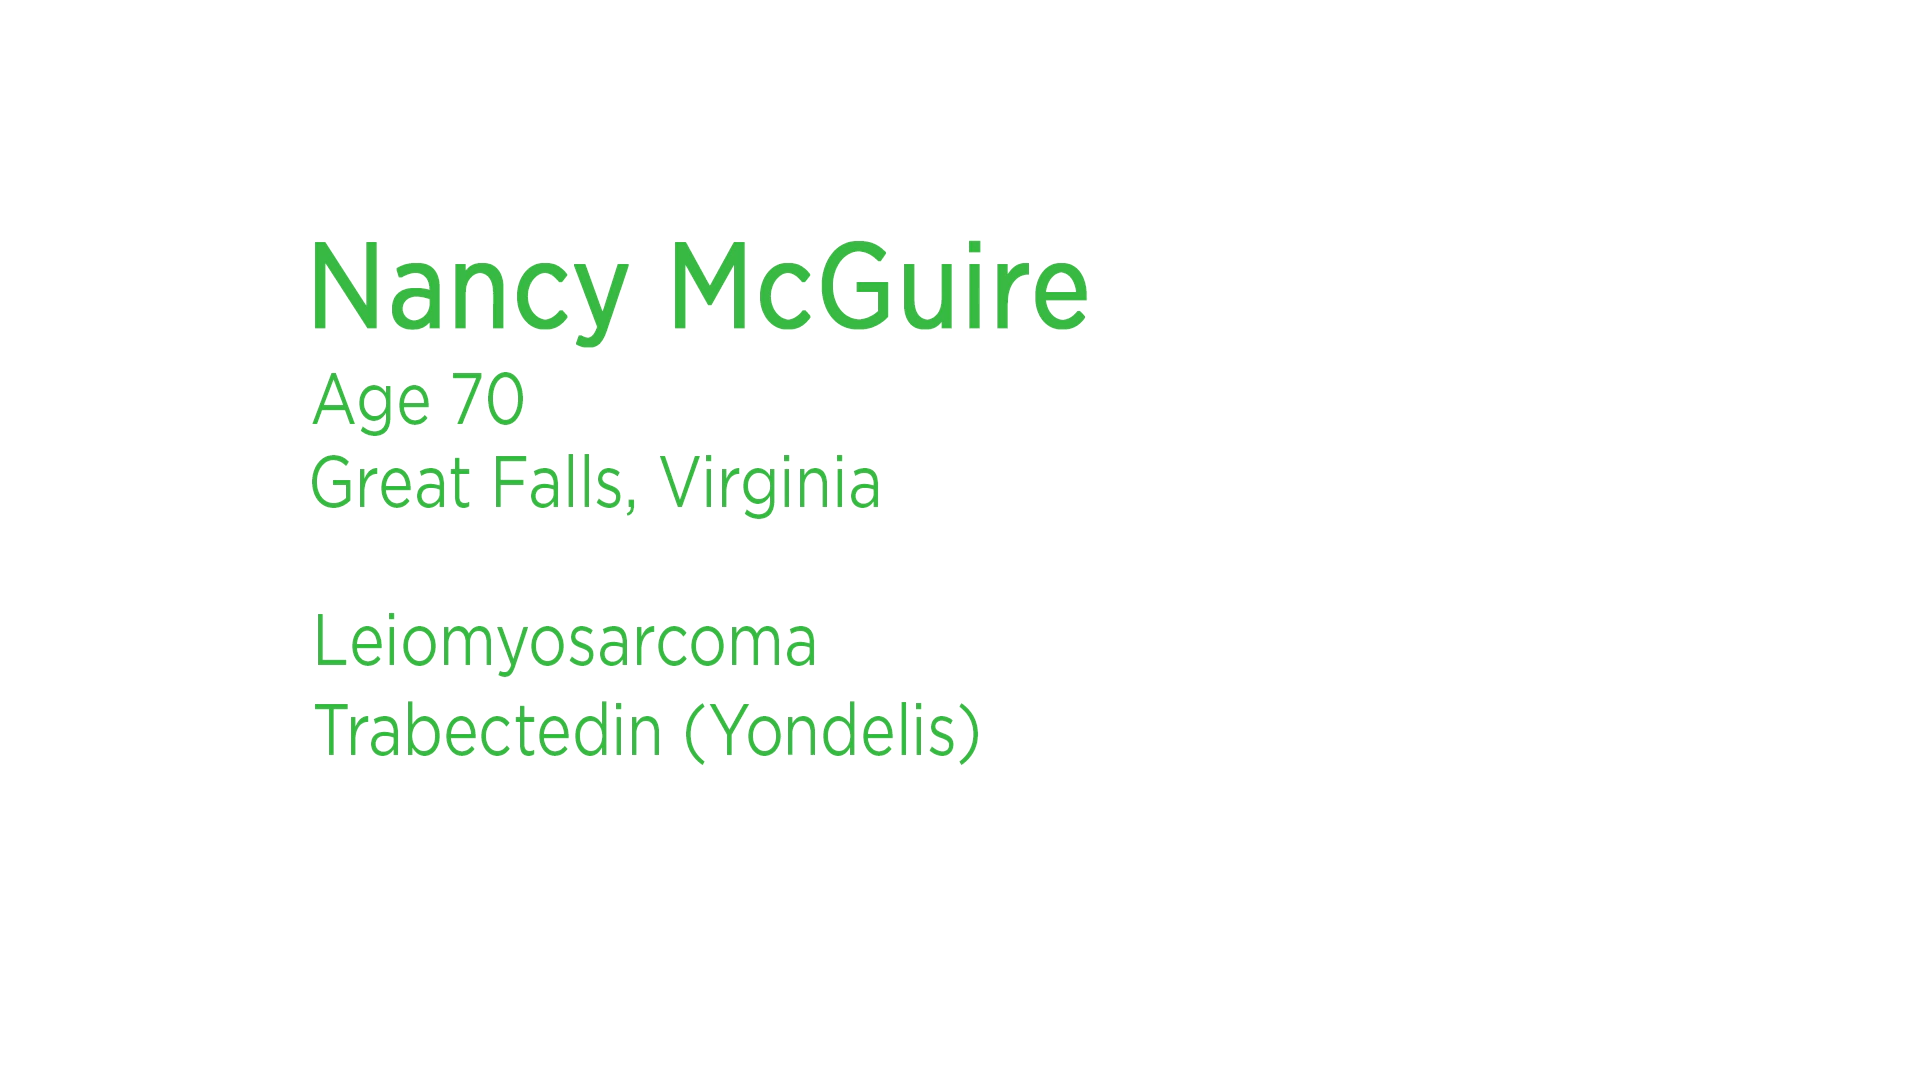 Nancy McGuire
Age 70
Great Falls, Virginia
Leiomyosarcoma
Trabectedin (Yondelis)